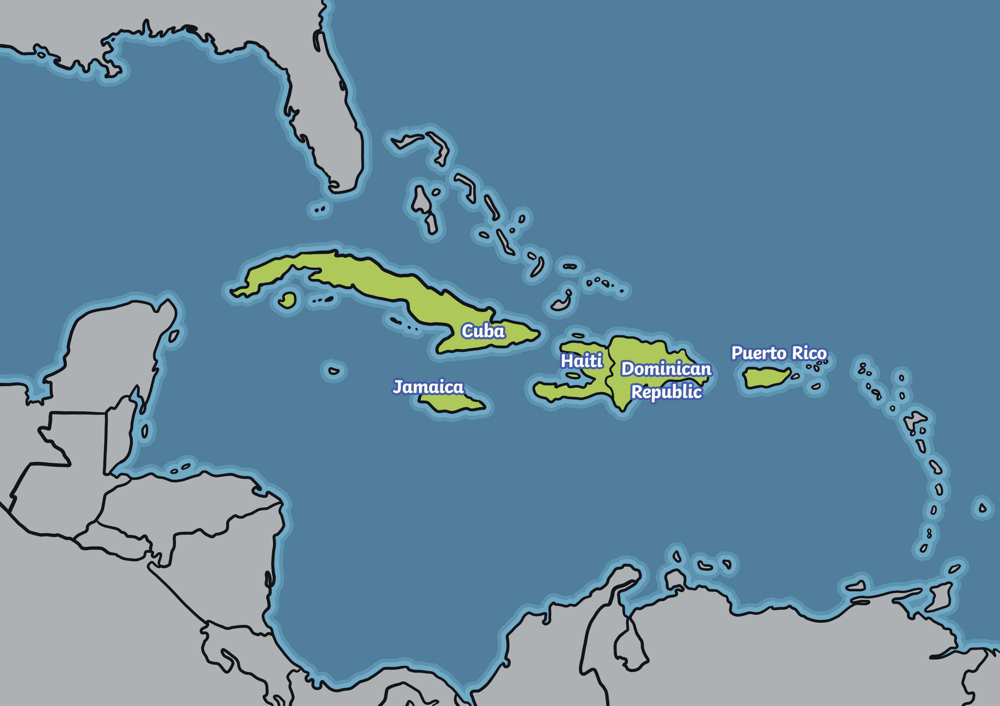 Cuba
Haiti
Dominican
Republic
Puerto Rico
Jamaica